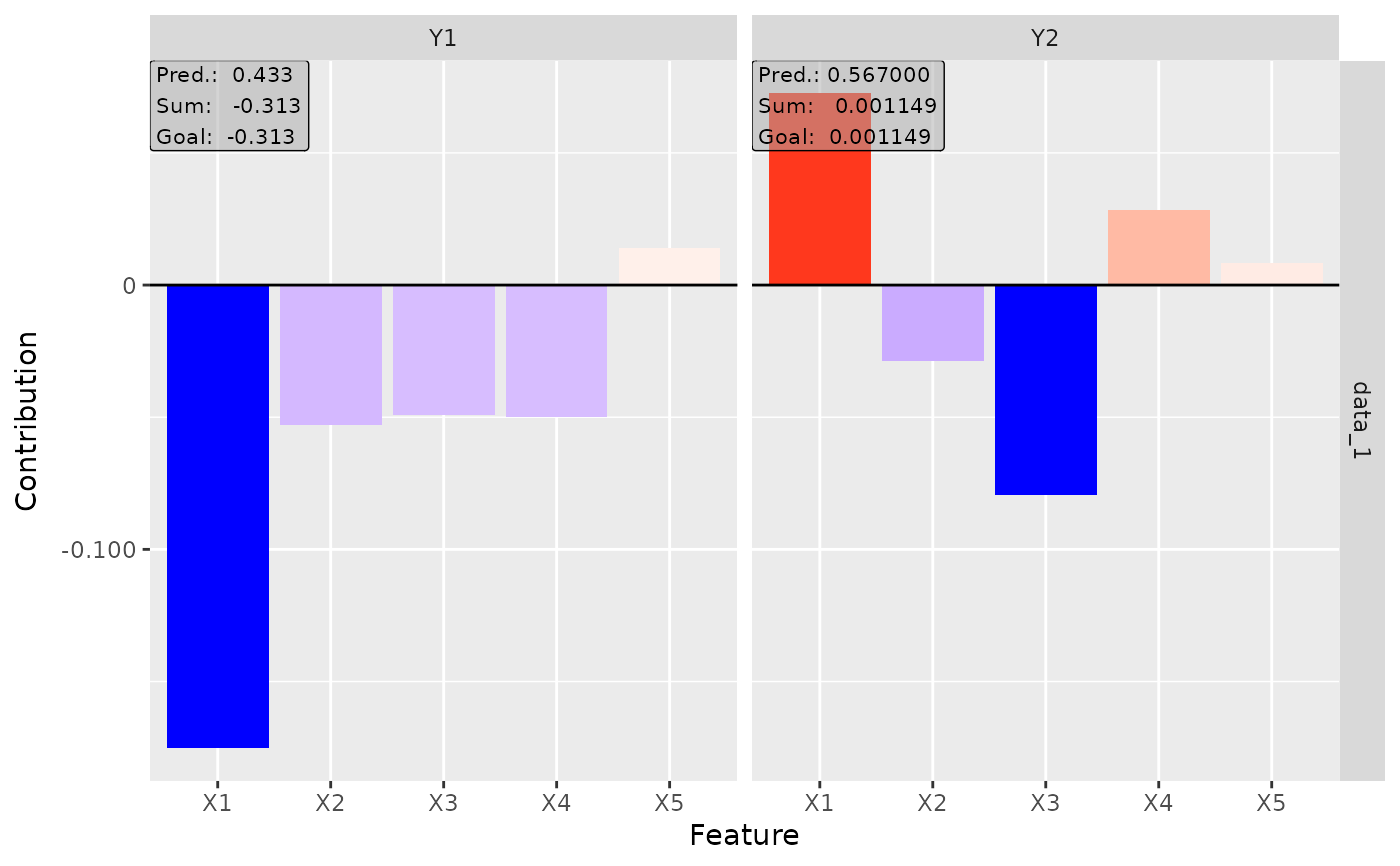 Y1
Y2
Pred.: 0.433
Sum: -0.313
Goal: -0.313
Pred.: 0.567000
Sum: 0.001149
Goal: 0.001149
Contribution
0
-0.100
data_1
X1 X2 X3 X4 X5
X1 X2 X3 X4 X5
Feature